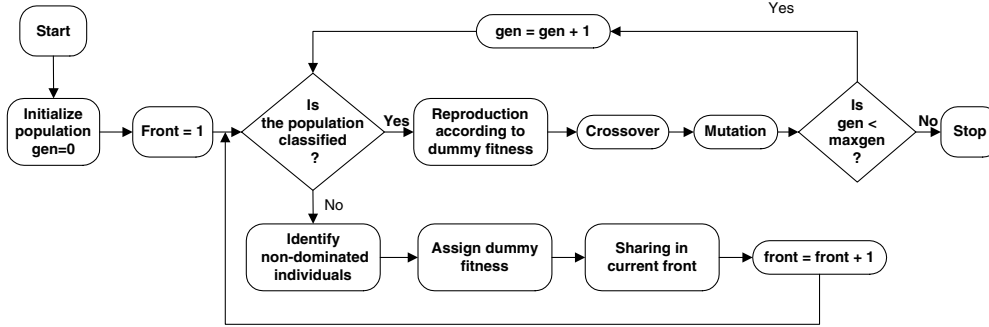 Start
Initialize
population
gen=0
Front = 1
Is
the population
classified
?
Yes
Reproduction
according to
dummy fitness
Crossover
Mutation
Is
gen <
maxgen
?
No
Stop
Yes
gen = gen + 1
No
Identify
non-dominated
individuals
Assign dummy
fitness
Sharing in
current front
front = front + 1